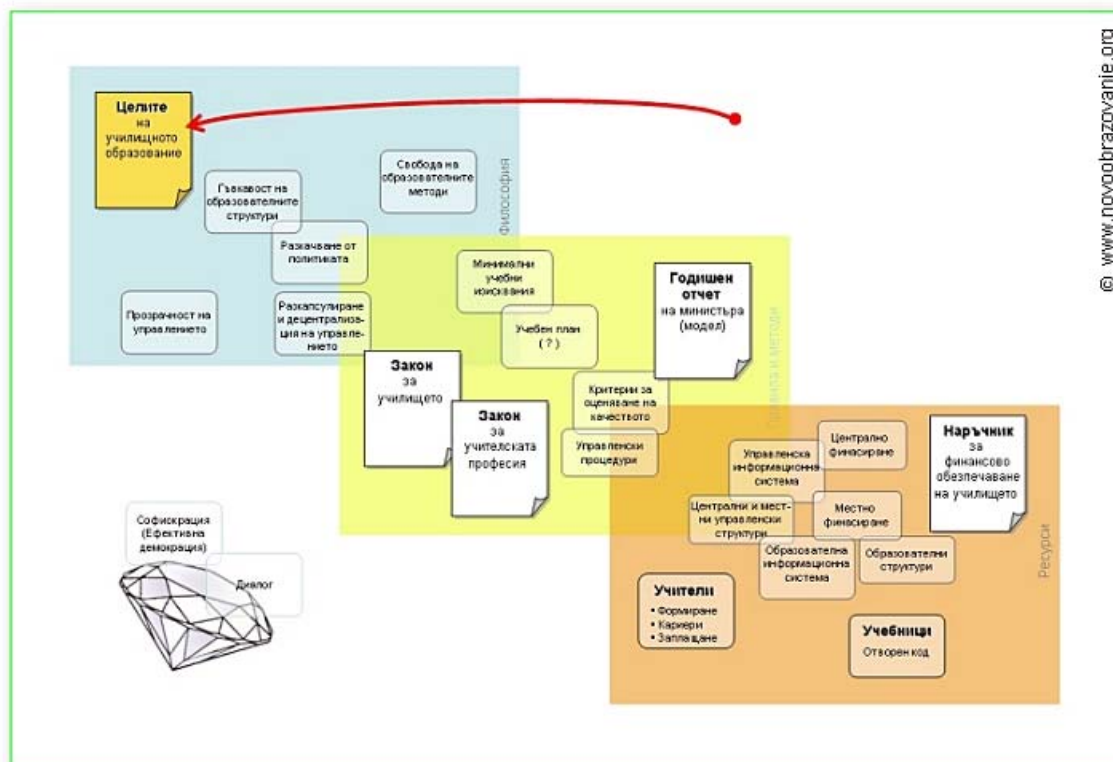 © www.novoobrazovanie.org
Целите
на
училищното
образование
Свобода на
образователните
методи
Гъвкавост на
образователните
структури
Разкачване от
политиката
Прозрачност на
управлението
Разкапсулиране
и децентрализа-
ция на управле-
нието
Философия
Минимални
учебни
изисквания
Учебен план
( ? )
Годишен
отчет
на министъра
(модел)
Закон
за
училището
Закон
за
учителската
професия
Критерии за
оценяване на
качеството
Управленски
процедури
Правила и методи
Централно
финасиране
Управленска
информационна
система
Наръчник
за
финансово
обезпечаване
на училището
Централни и мест-
ни управленски
структури
Местно
финасиране
Образователна
информационна
система
Образователни
структури
Ресурси
Учители
• Формиране
• Кариери
• Заплащане
Учебници
Отворен код
Софискрация
(Ефективна
демокрация)
Диалог